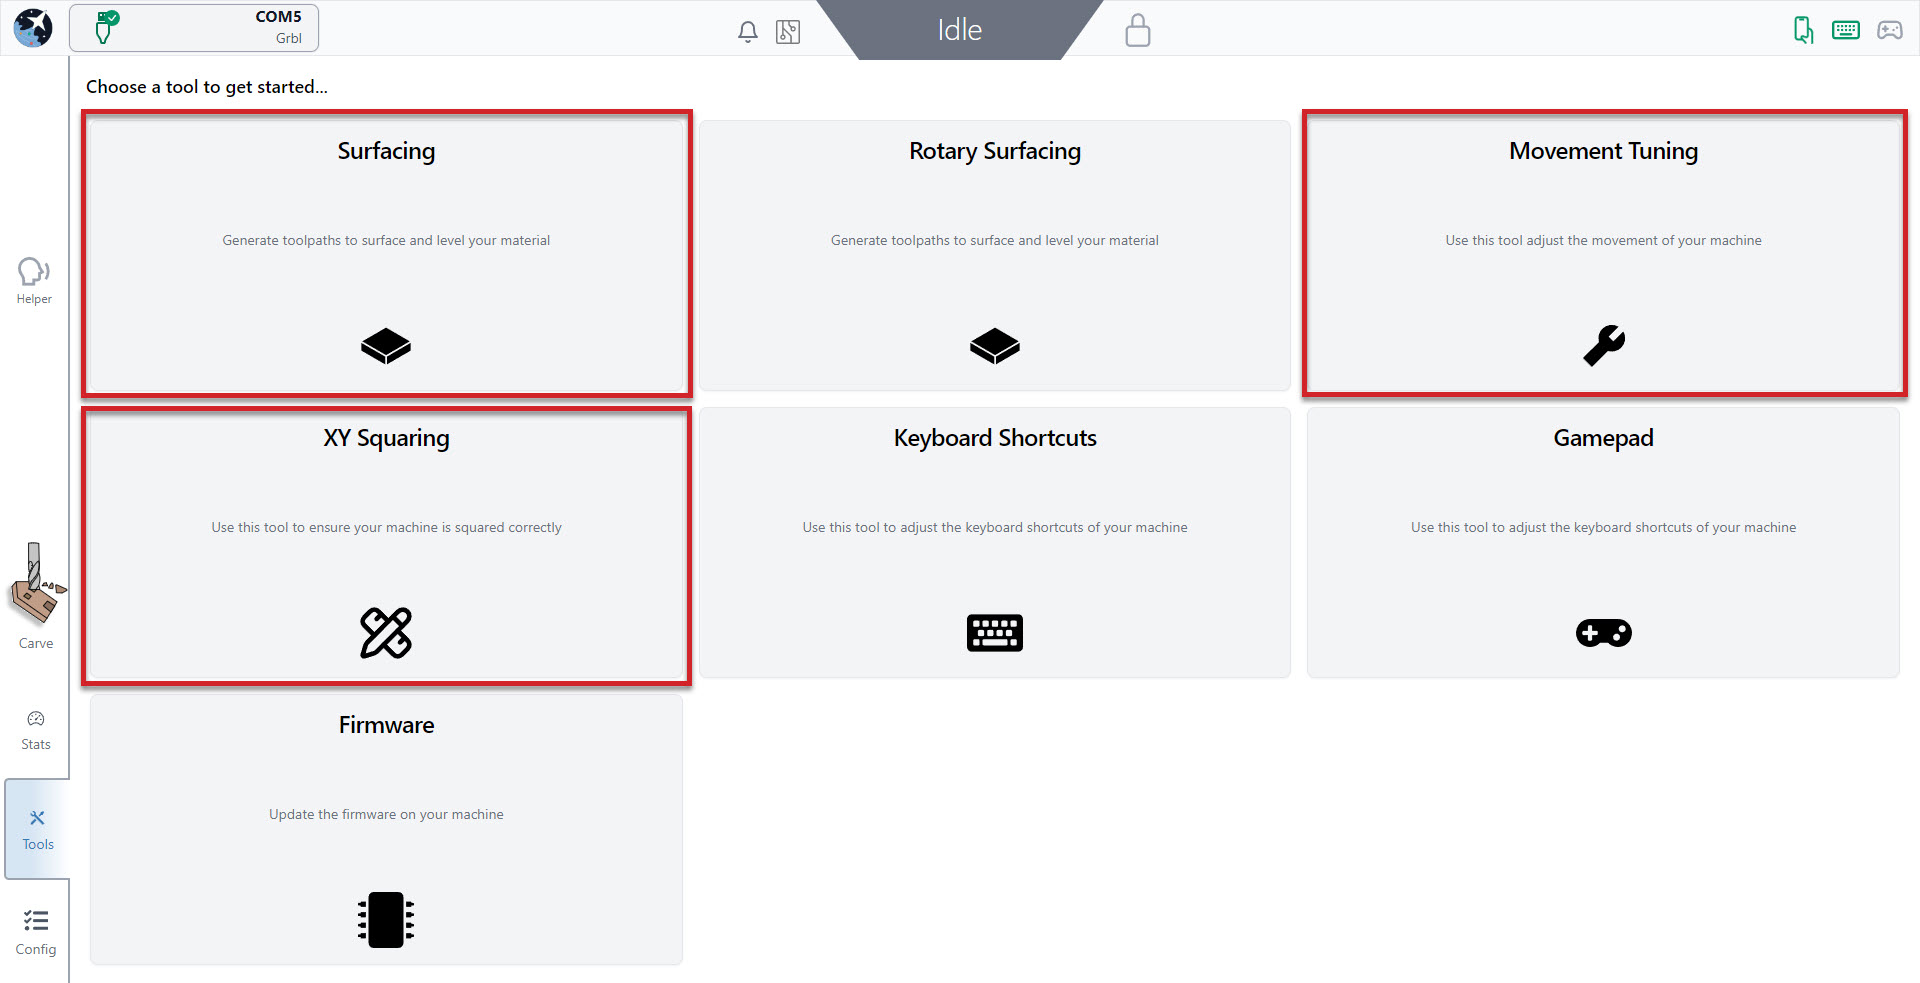 COM5
Grbl
Idle
Choose a tool to get started...
Surfacing
Generate toolpaths to surface and level your material
Rotary Surfacing
Generate toolpaths to surface and level your material
Movement Tuning
Use this tool adjust the movement of your machine
Helper
XY Squaring
Use this tool to ensure your machine is squared correctly
Keyboard Shortcuts
Use this tool to adjust the keyboard shortcuts of your machine
Gamepad
Use this tool to adjust the keyboard shortcuts of your machine
Carve
Stats
Firmware
Update the firmware on your machine
Tools
Config